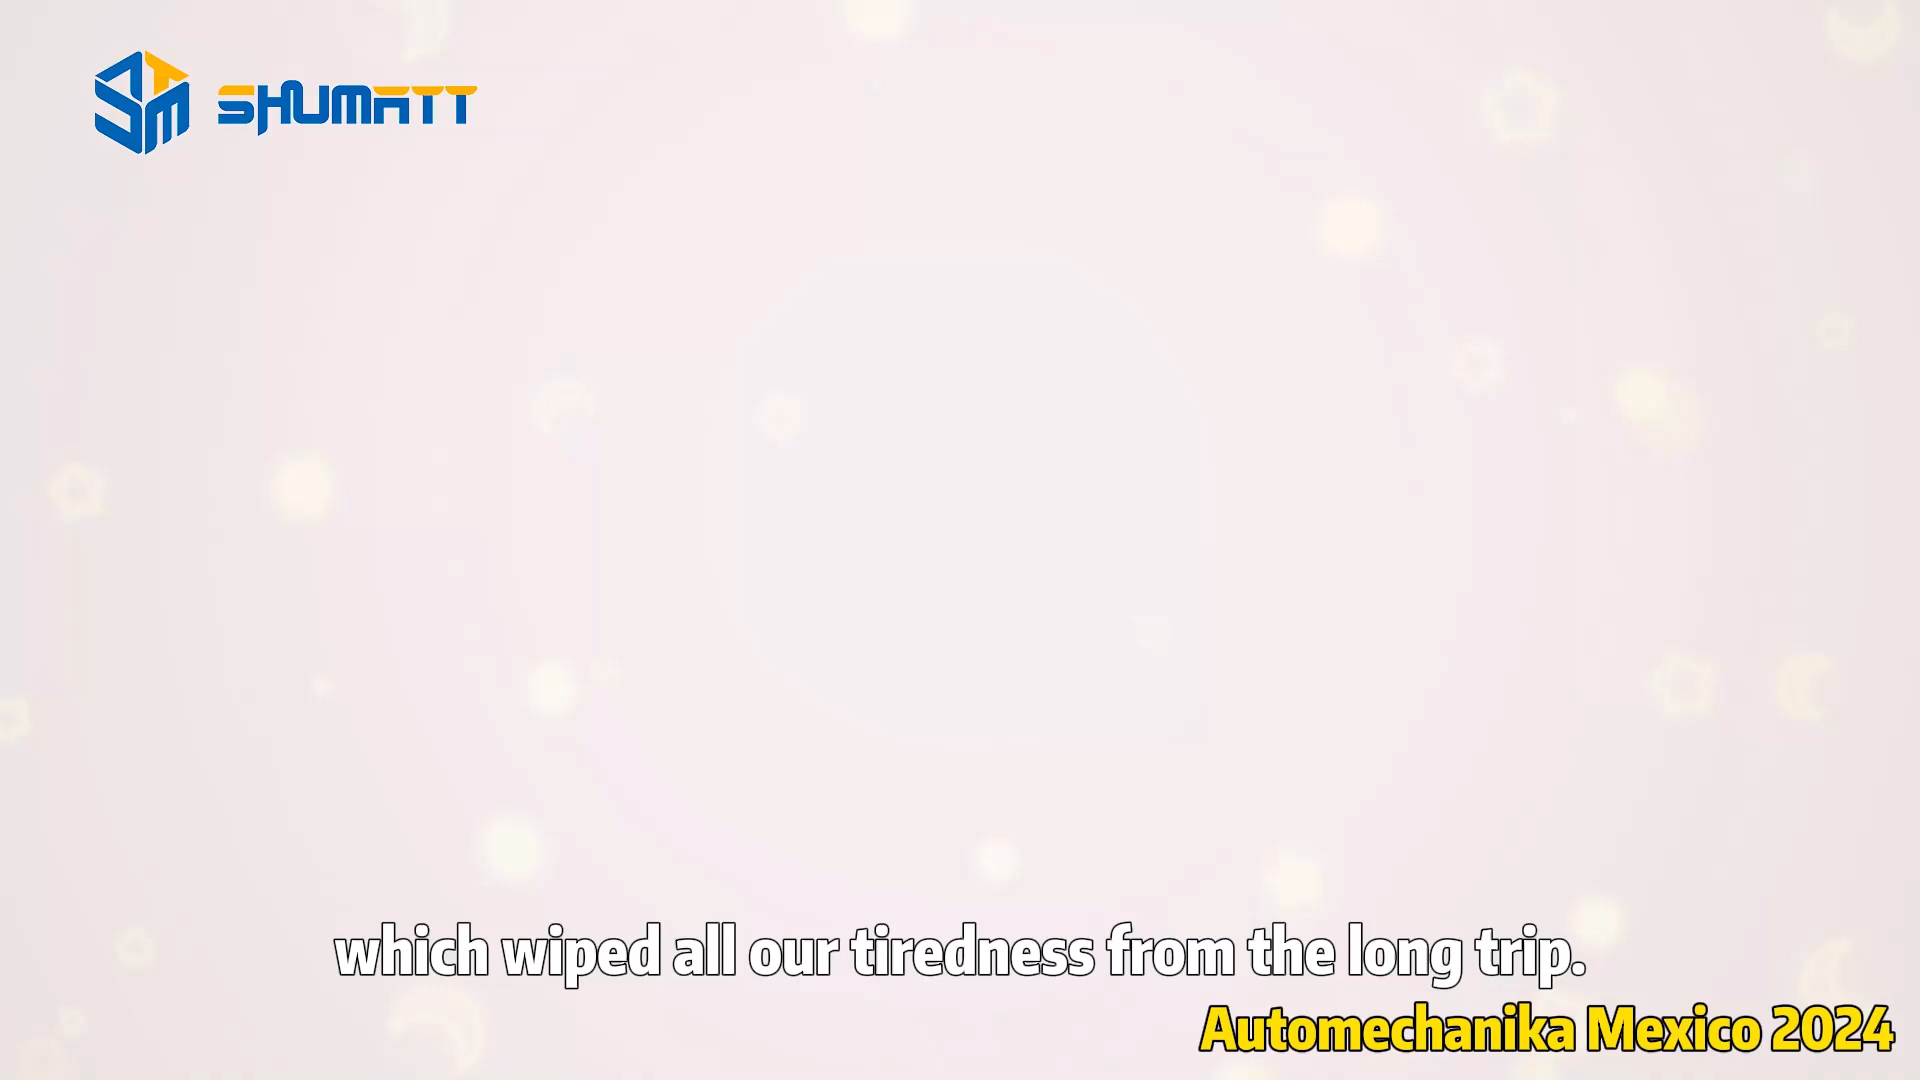 SHUMATT
which wiped all our tiredness from the long trip.
Automechanika Mexico 2024